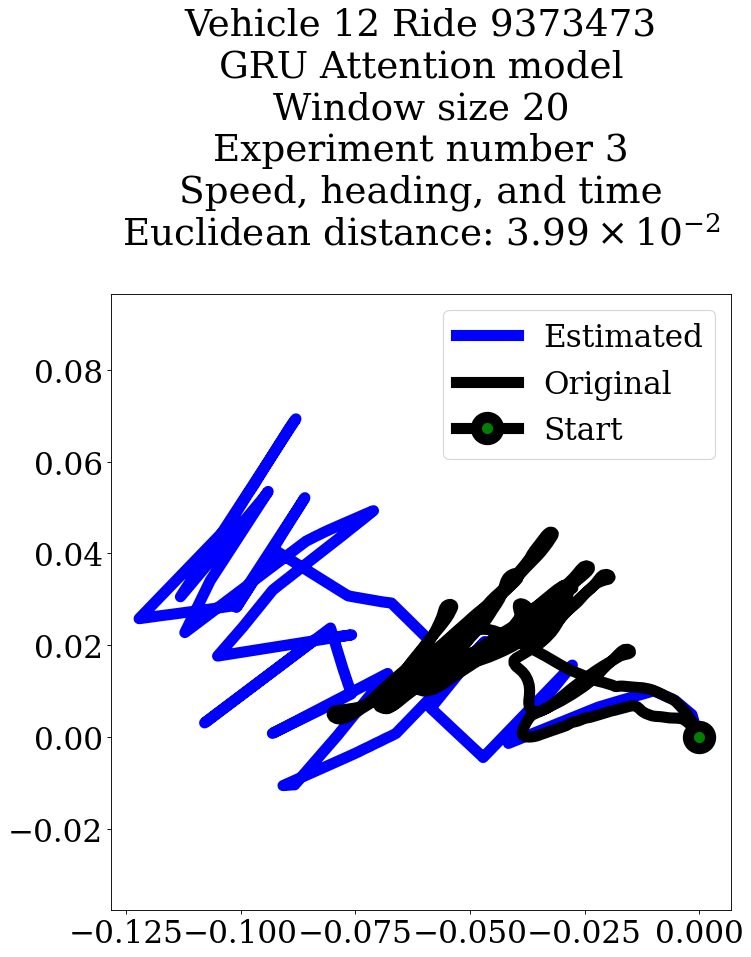 Vehicle 12 Ride 9373473
GRU Attention model
Window size 20
Experiment number 3
Speed, heading, and time
Euclidean distance: 3.99 × 10⁻²
Estimated
Original
Start
0.08
0.06
0.04
0.02
0.00
−0.02
−0.125 −0.100 −0.075 −0.050 −0.025 0.000